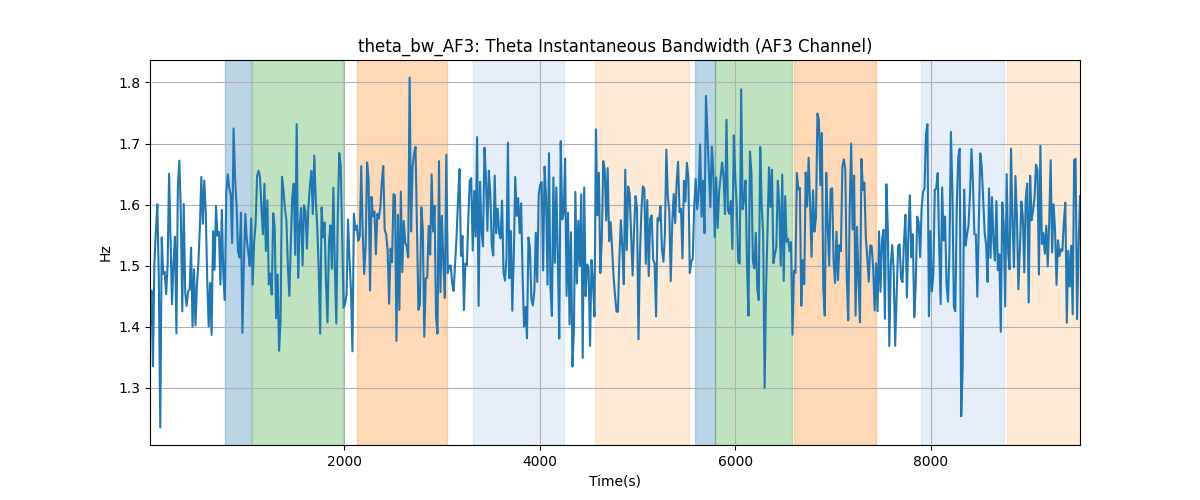 theta_bw_AF3: Theta Instantaneous Bandwidth (AF3 Channel)
Hz
1.8
1.7
1.6
1.5
1.4
1.3
2000 4000 6000 8000
Time(s)